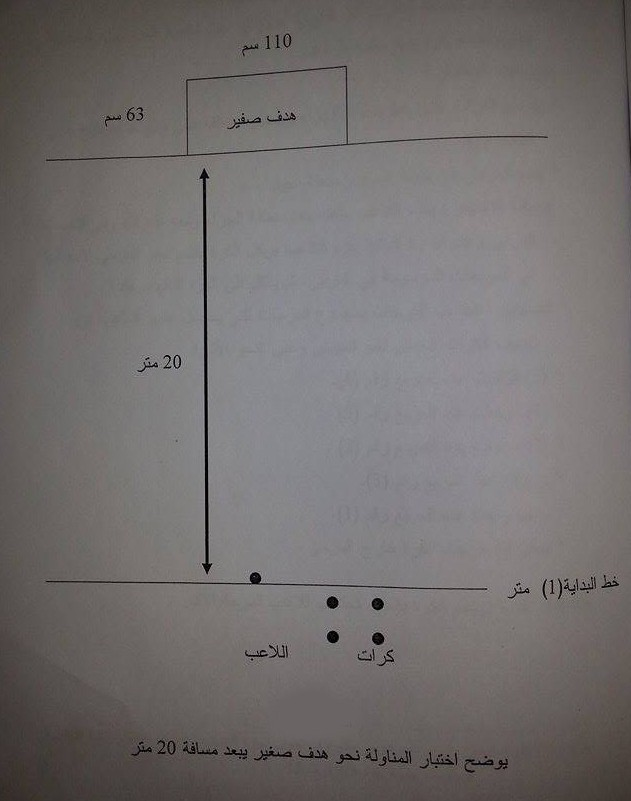 110 سم
63 سم
هدف صغير
20 متر
خط البداية(1) متر
اللاعب
كرات
يوضح اختبار المناولة نحو هدف صغير يبعد مسافة 20 متر